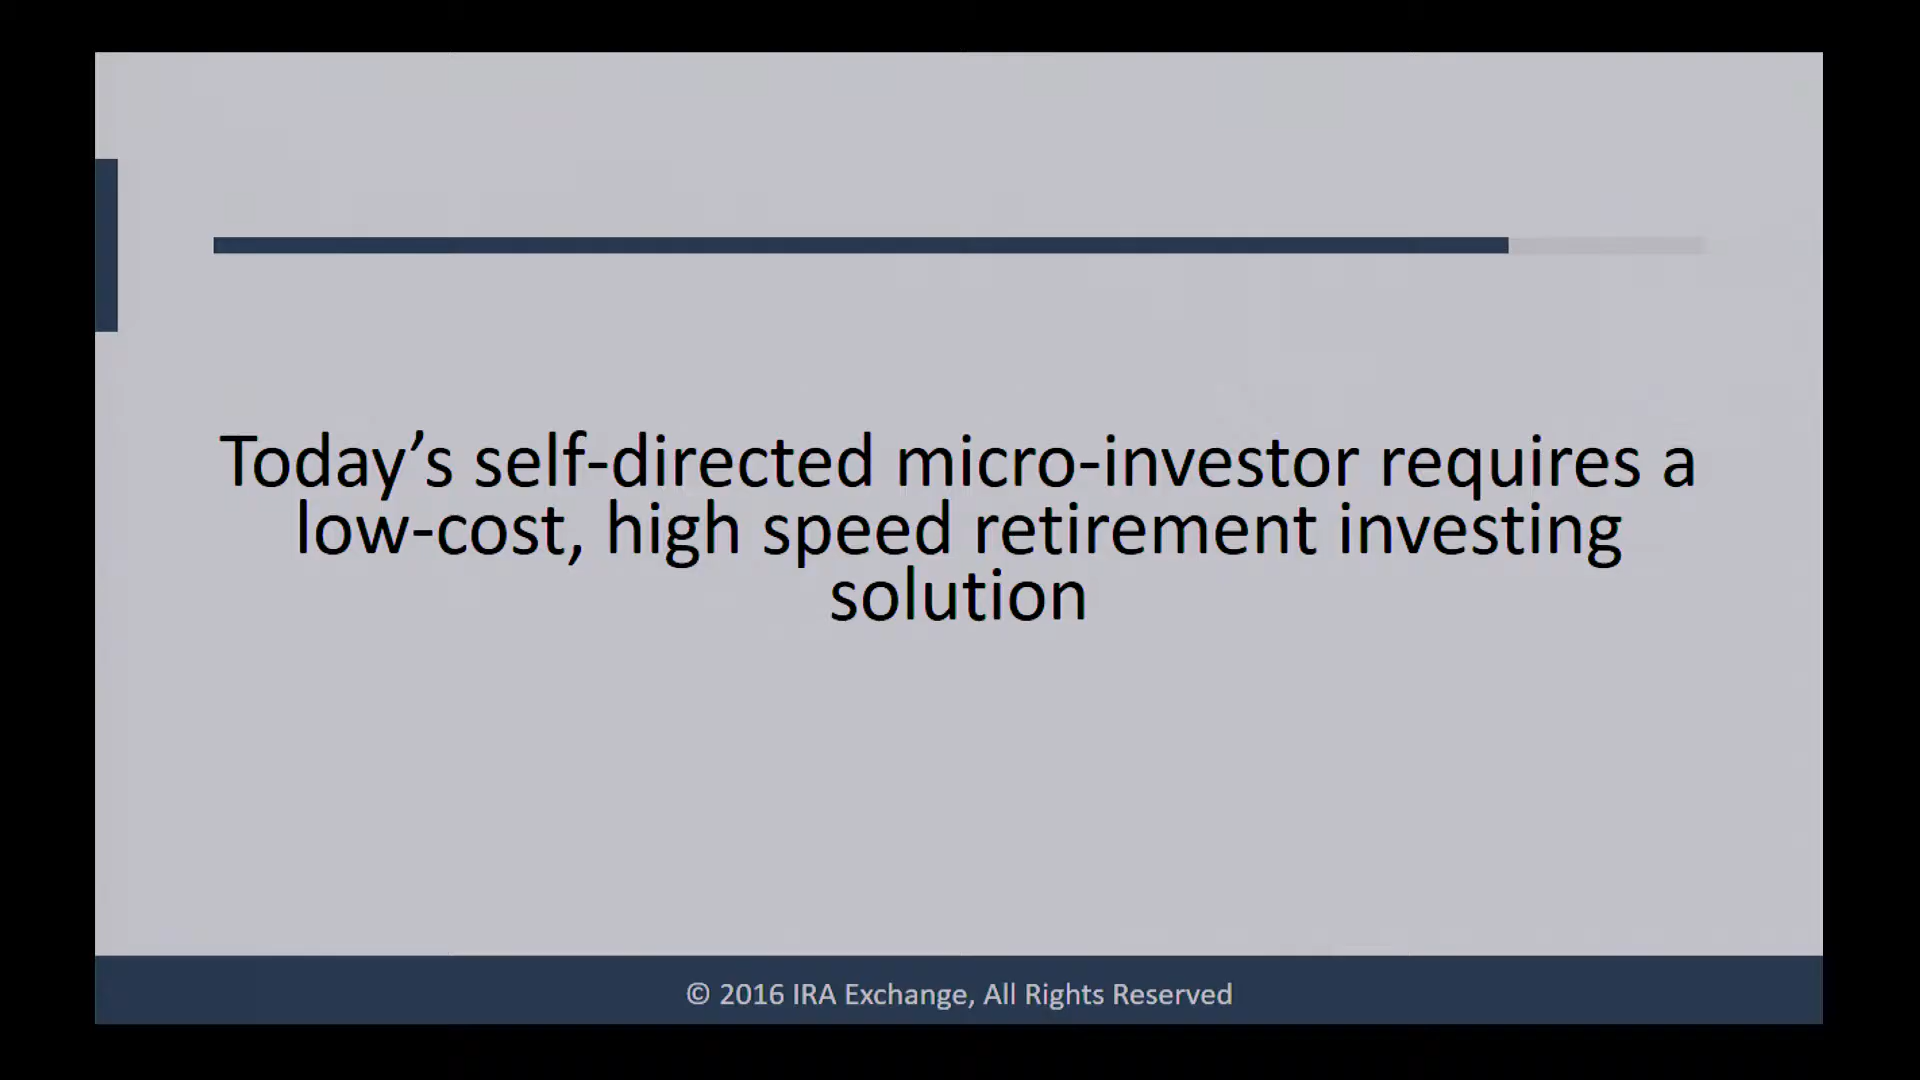 Today’s self-directed micro-investor requires a
low-cost, high speed retirement investing
solution
© 2016 IRA Exchange, All Rights Reserved